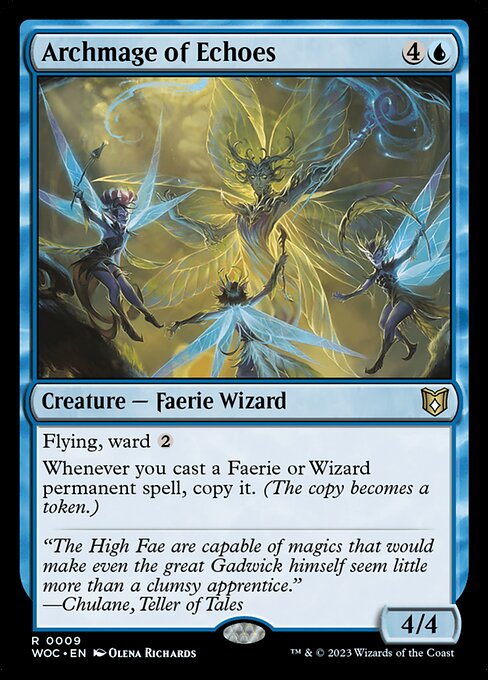 Archmage of Echoes 4
Creature — Faerie Wizard
Flying, ward 2
Whenever you cast a Faerie or Wizard
permanent spell, copy it. (The copy becomes a
token.)
“The High Fae are capable of magics that would
make even the great Gadwick himself seem little
more than a clumsy apprentice.”
—Chulane, Teller of Tales
4/4
R 0009
WOC • EN Olena Richards
™ & © 2023 Wizards of the Coast